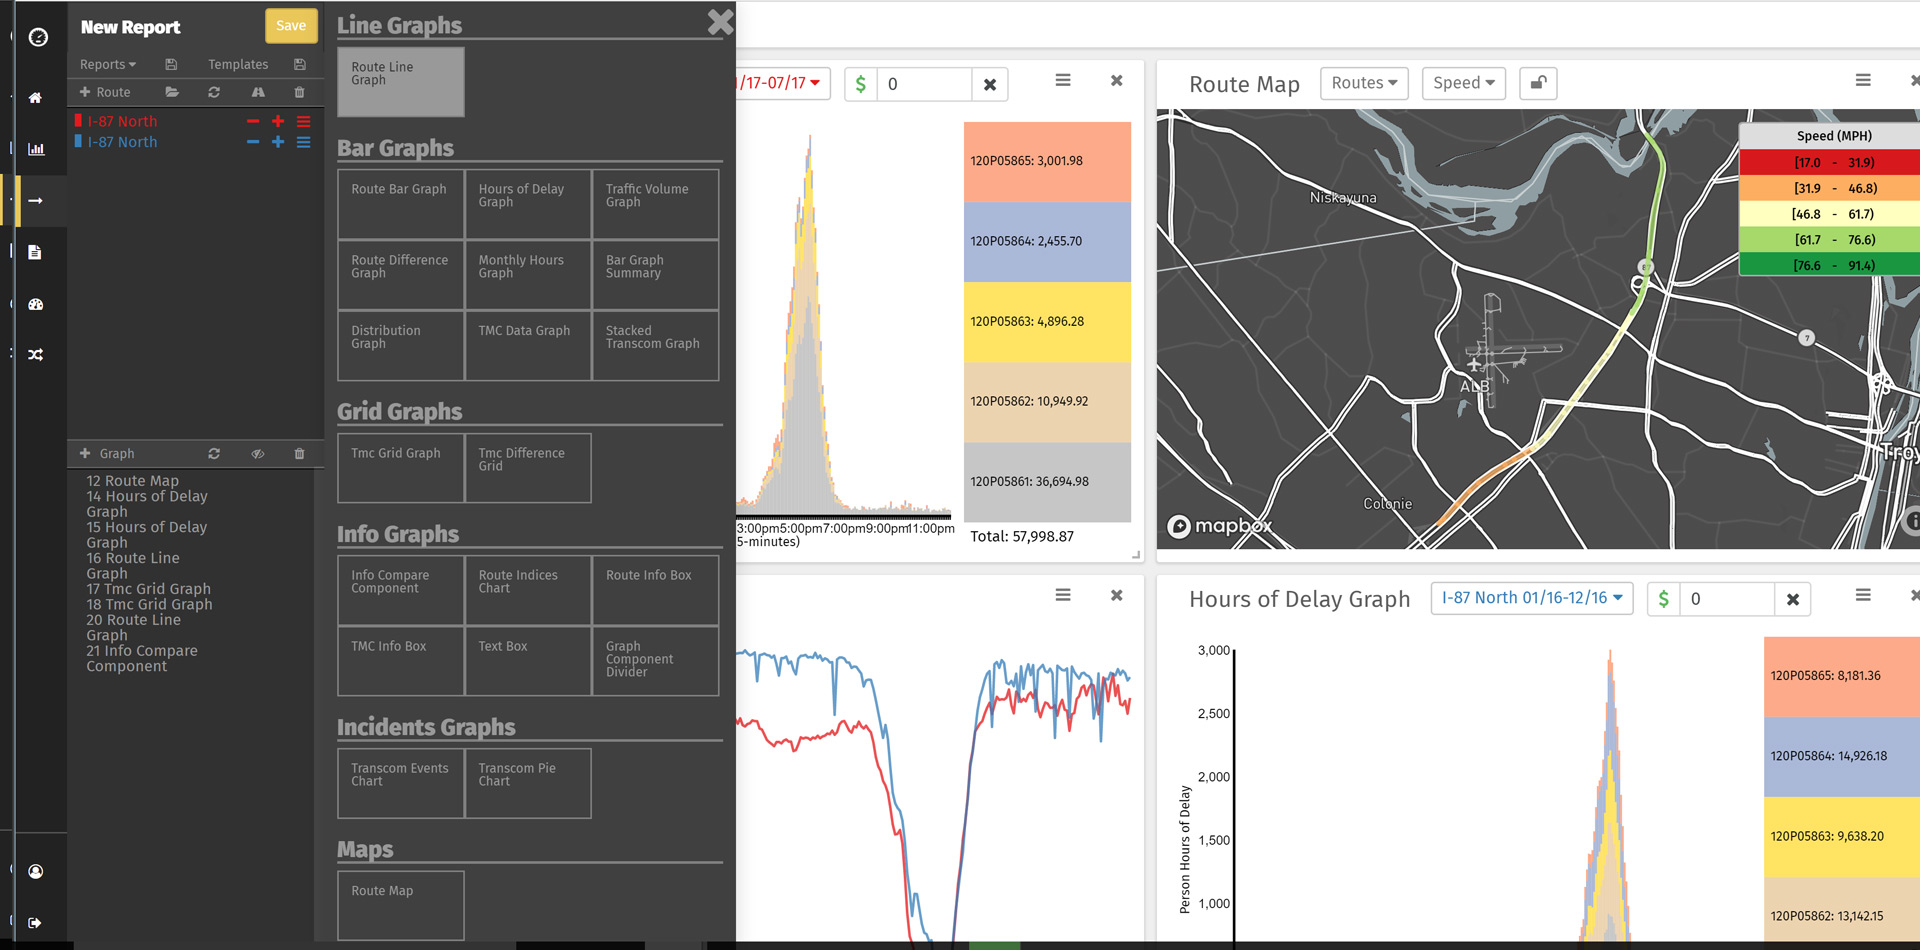 New Report
Save
Reports
Templates
Route
I-87 North
I-87 North
Graph
12 Route Map
14 Hours of Delay
Graph
15 Hours of Delay
Graph
16 Route Line
Graph
17 Tmc Grid Graph
18 Tmc Grid Graph
20 Route Line
Graph
21 Info Compare
Component
Line Graphs
Route Line
Graph
Bar Graphs
Route Bar Graph
Hours of Delay
Graph
Traffic Volume
Graph
Route Difference
Graph
Monthly Hours
Graph
Bar Graph
Summary
Distribution
Graph
TMC Data Graph
Stacked
Transcom Graph
Grid Graphs
Tmc Grid Graph
Tmc Difference
Grid
Info Graphs
Info Compare
Component
Route Indices
Chart
Route Info Box
TMC Info Box
Text Box
Graph
Component
Divider
Incidents Graphs
Transcom Events
Chart
Transcom Pie
Chart
Maps
Route Map
1/17-07/17
$ 0
120P05865: 3,001.98
120P05864: 2,455.70
120P05863: 4,896.28
120P05862: 10,949.92
120P05861: 36,694.98
Total: 57,998.87
3:00pm5:00pm7:00pm9:00pm11:00pm
5-minutes)
Route Map
Routes
Speed
Speed (MPH)
[17.0 - 31.9)
[31.9 - 46.8)
[46.8 - 61.7)
[61.7 - 76.6)
[76.6 - 91.4)
Niskayuna
87
7
ALB
Troy
Colonie
mapbox
Hours of Delay Graph
I-87 North 01/16-12/16
$ 0
3,000
2,500
2,000
1,500
1,000
Person Hours of Delay
120P05865: 8,181.36
120P05864: 14,926.18
120P05863: 9,638.20
120P05862: 13,142.15